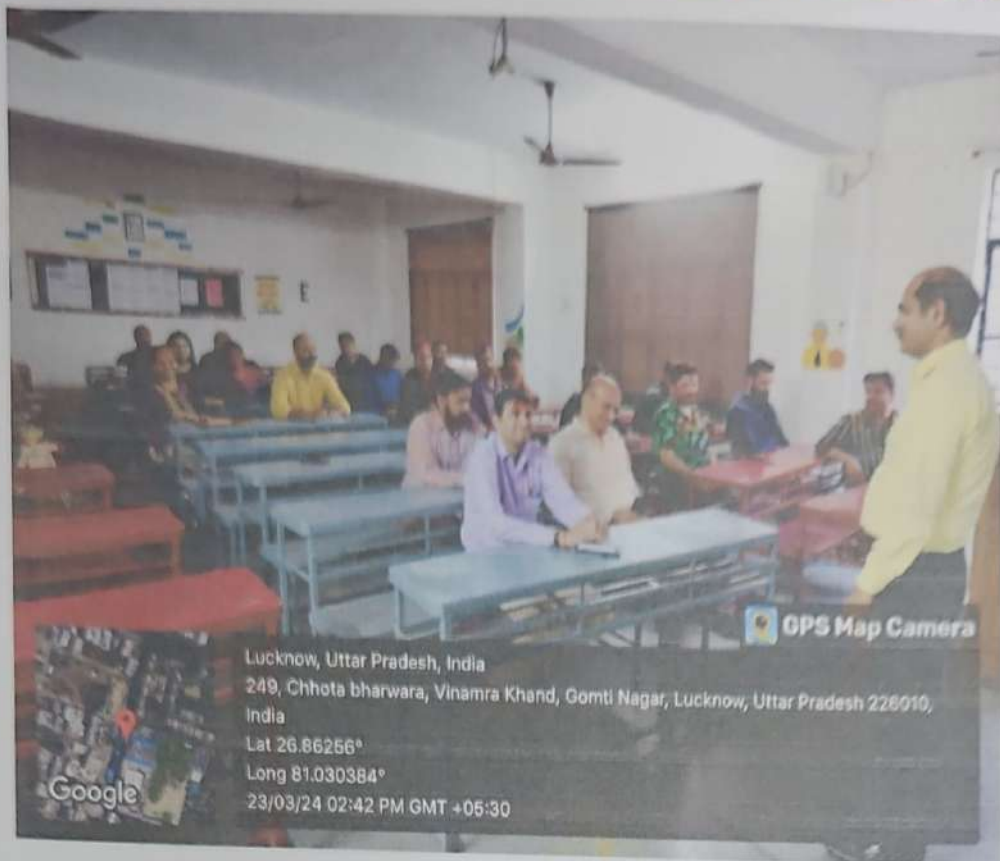 GPS Map Camera
Lucknow, Uttar Pradesh, India
249, Chhota bharwara, Vinamra Khand, Gomti Nagar, Lucknow, Uttar Pradesh 226010,
India
Lat 26.86256°
Long 81.030384°
23/03/24 02:42 PM GMT +05:30
Google
E